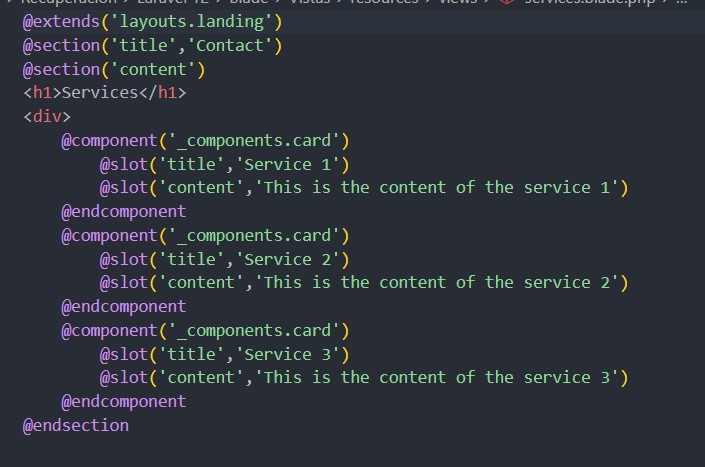 Recuperacion > Laravel 12 > Blade > Vistas > resources > views > services.blade.php > ...
@extends('layouts.landing')
@section('title','Contact')
@section('content')
<h1>Services</h1>
<div>
    @component('_components.card')
        @slot('title','Service 1')
        @slot('content','This is the content of the service 1')
    @endcomponent
    @component('_components.card')
        @slot('title','Service 2')
        @slot('content','This is the content of the service 2')
    @endcomponent
    @component('_components.card')
        @slot('title','Service 3')
        @slot('content','This is the content of the service 3')
    @endcomponent
@endsection